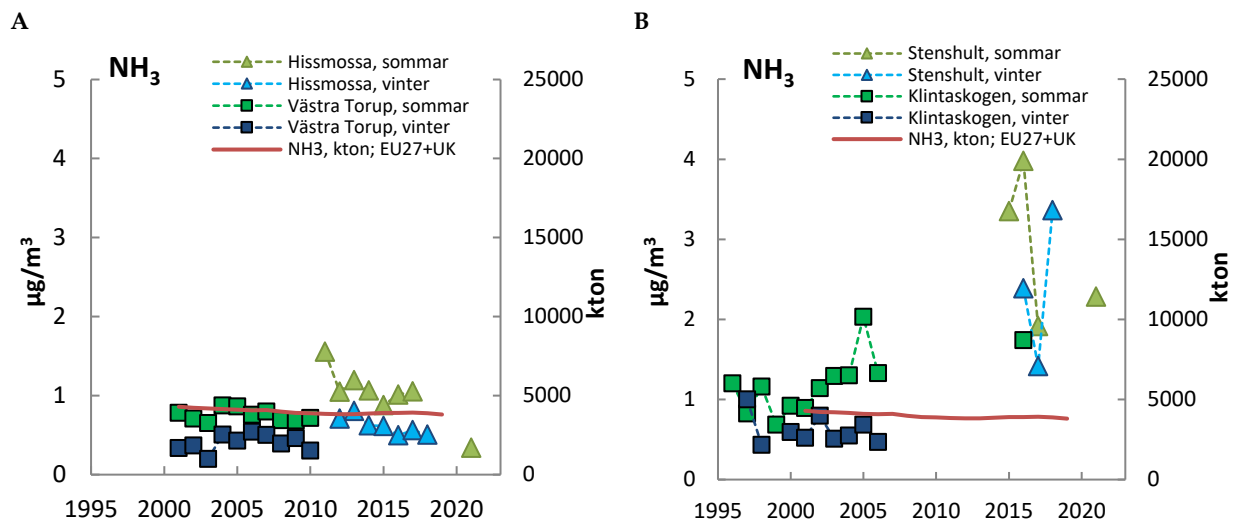 A
NH3
Hissmossa, sommar
Hissmossa, vinter
Västra Torup, sommar
Västra Torup, vinter
NH3, kton; EU27+UK
5
4
3
2
1
0
µg/m³
25000
20000
15000
10000
5000
0
kton
1995 2000 2005 2010 2015 2020
B
NH3
Stenshult, sommar
Stenshult, vinter
Klintaskogen, sommar
Klintaskogen, vinter
NH3, kton; EU27+UK
5
4
3
2
1
0
µg/m³
25000
20000
15000
10000
5000
0
kton
1995 2000 2005 2010 2015 2020